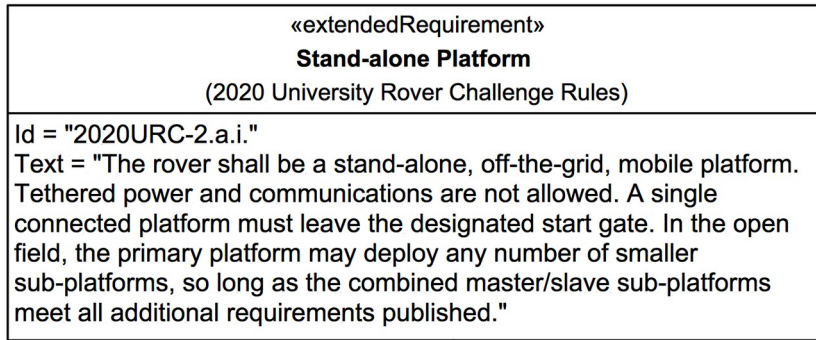 «extendedRequirement»
Stand-alone Platform
(2020 University Rover Challenge Rules)
Id = "2020URC-2.a.i."
Text = "The rover shall be a stand-alone, off-the-grid, mobile platform.
Tethered power and communications are not allowed. A single
connected platform must leave the designated start gate. In the open
field, the primary platform may deploy any number of smaller
sub-platforms, so long as the combined master/slave sub-platforms
meet all additional requirements published."